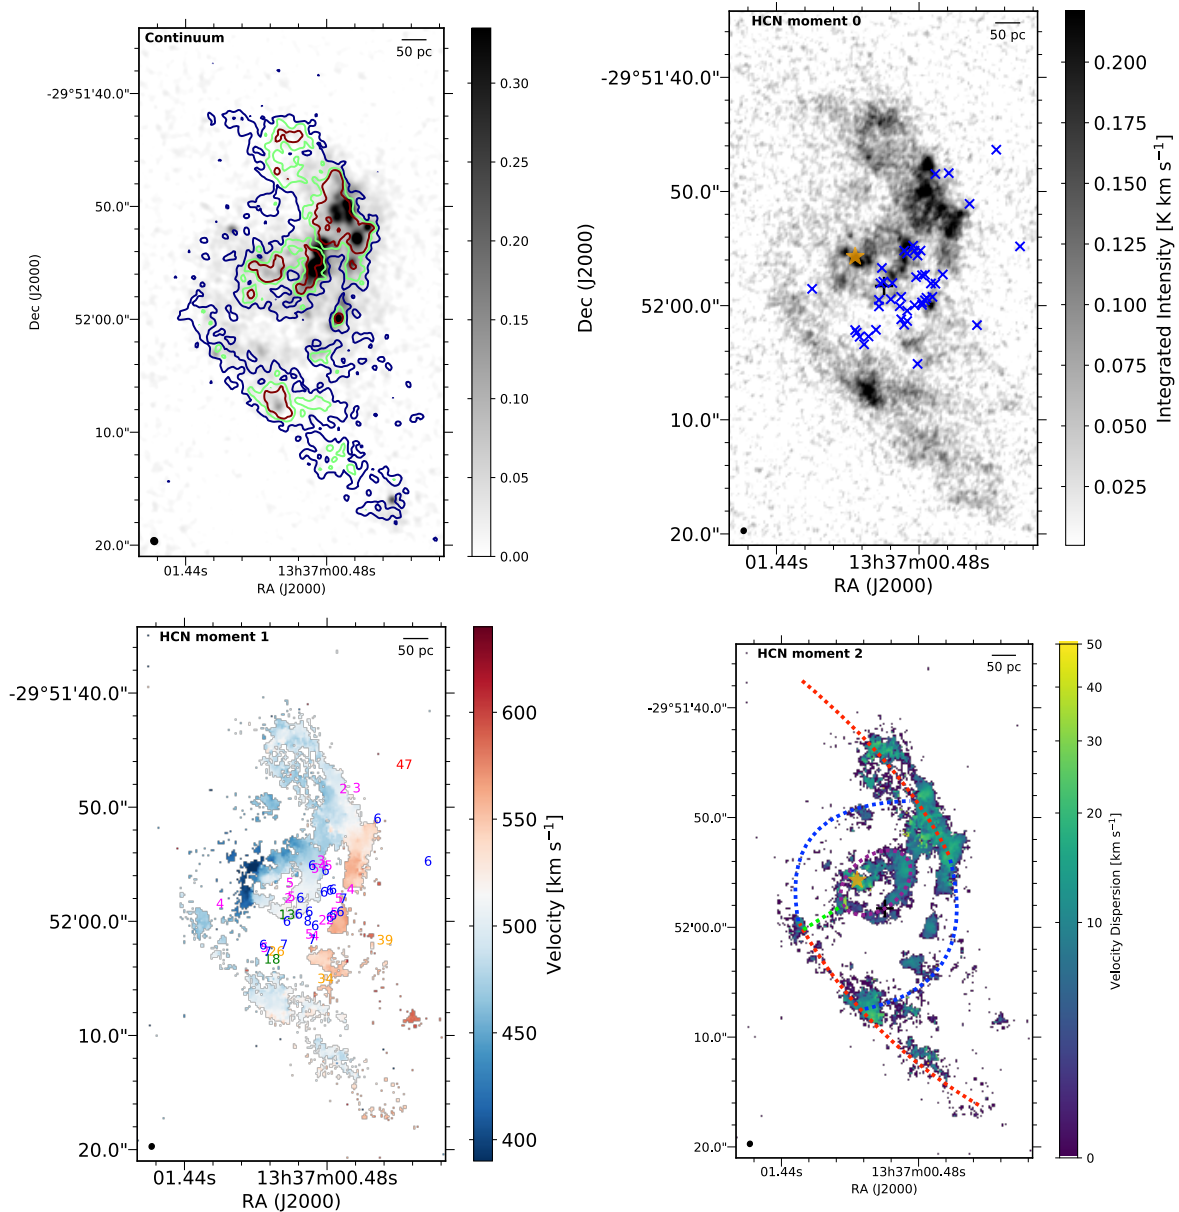 Continuum
50 pc
-29°51'40.0"
50.0"
52'00.0"
10.0"
20.0"
Dec (J2000)
01.44s
13h37m00.48s
RA (J2000)
0.30
0.25
0.20
0.15
0.10
0.05
0.00
HCN moment 0
50 pc
-29°51'40.0"
50.0"
52'00.0"
10.0"
20.0"
Dec (J2000)
01.44s
13h37m00.48s
RA (J2000)
0.200
0.175
0.150
0.125
0.100
0.075
0.050
0.025
Integrated Intensity [K km s⁻¹]
HCN moment 1
50 pc
-29°51'40.0"
50.0"
52'00.0"
10.0"
20.0"
01.44s
13h37m00.48s
RA (J2000)
47
2
3
6
6
4
4
13
18
26
39
34
600
550
500
450
400
Velocity [km s⁻¹]
HCN moment 2
50 pc
-29°51'40.0"
50.0"
52'00.0"
10.0"
20.0"
01.44s
13h37m00.48s
RA (J2000)
50
40
30
20
10
0
Velocity Dispersion [km s⁻¹]